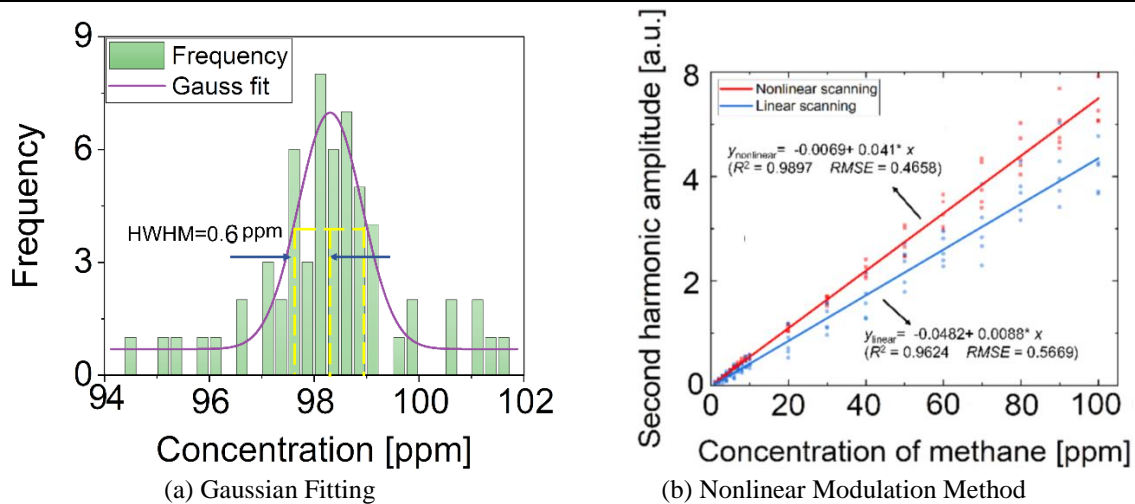 Frequency
Gauss fit
HWHM=0.6 ppm
Frequency
9
6
3
0
94
96
98
100
102
Concentration [ppm]
(a) Gaussian Fitting
Second harmonic amplitude [a.u.]
8
6
4
2
0
Nonlinear scanning
Linear scanning
y_nonlinear= -0.0069+ 0.041* x
(R² = 0.9897 RMSE = 0.4658)
y_linear= -0.0482+ 0.0088* x
(R² = 0.9624 RMSE = 0.5669)
0
20
40
60
80
100
Concentration of methane [ppm]
(b) Nonlinear Modulation Method